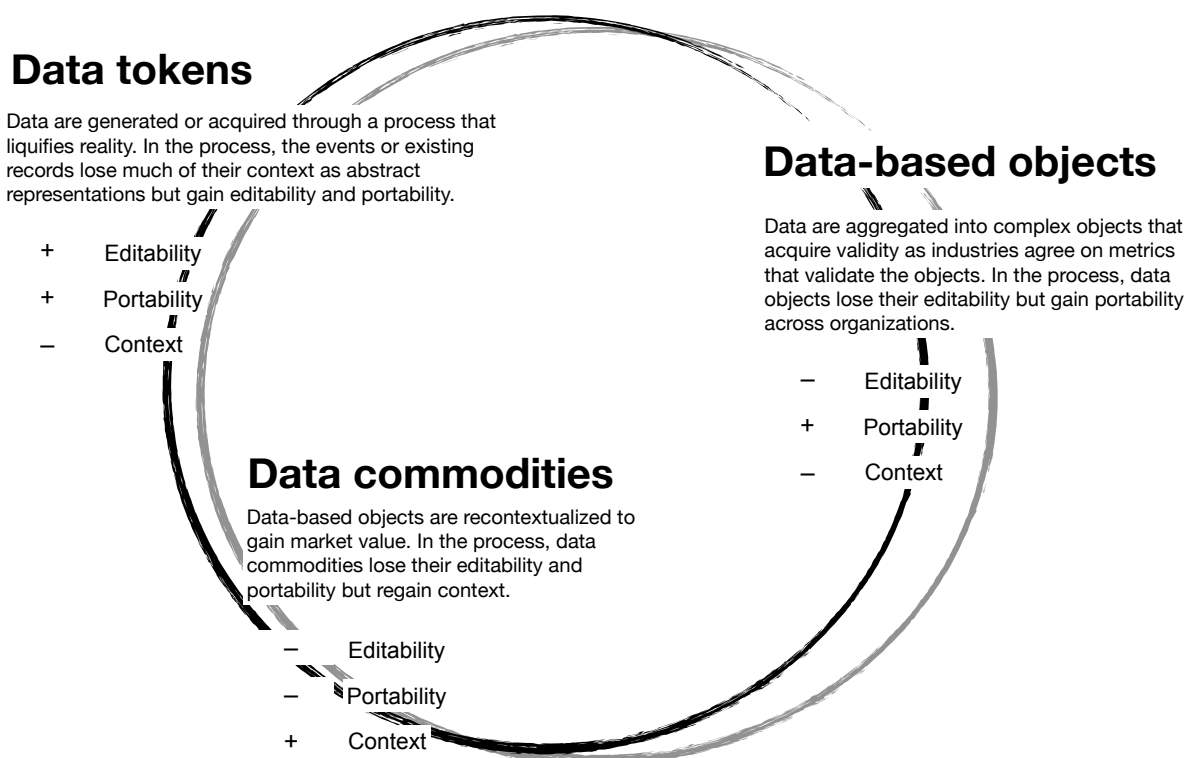 Data tokens
Data are generated or acquired through a process that
liquifies reality. In the process, the events or existing
records lose much of their context as abstract
representations but gain editability and portability.
+ Editability
+ Portability
– Context
Data-based objects
Data are aggregated into complex objects that
acquire validity as industries agree on metrics
that validate the objects. In the process, data
objects lose their editability but gain portability
across organizations.
– Editability
+ Portability
– Context
Data commodities
Data-based objects are recontextualized to
gain market value. In the process, data
commodities lose their editability and
portability but regain context.
– Editability
– Portability
+ Context